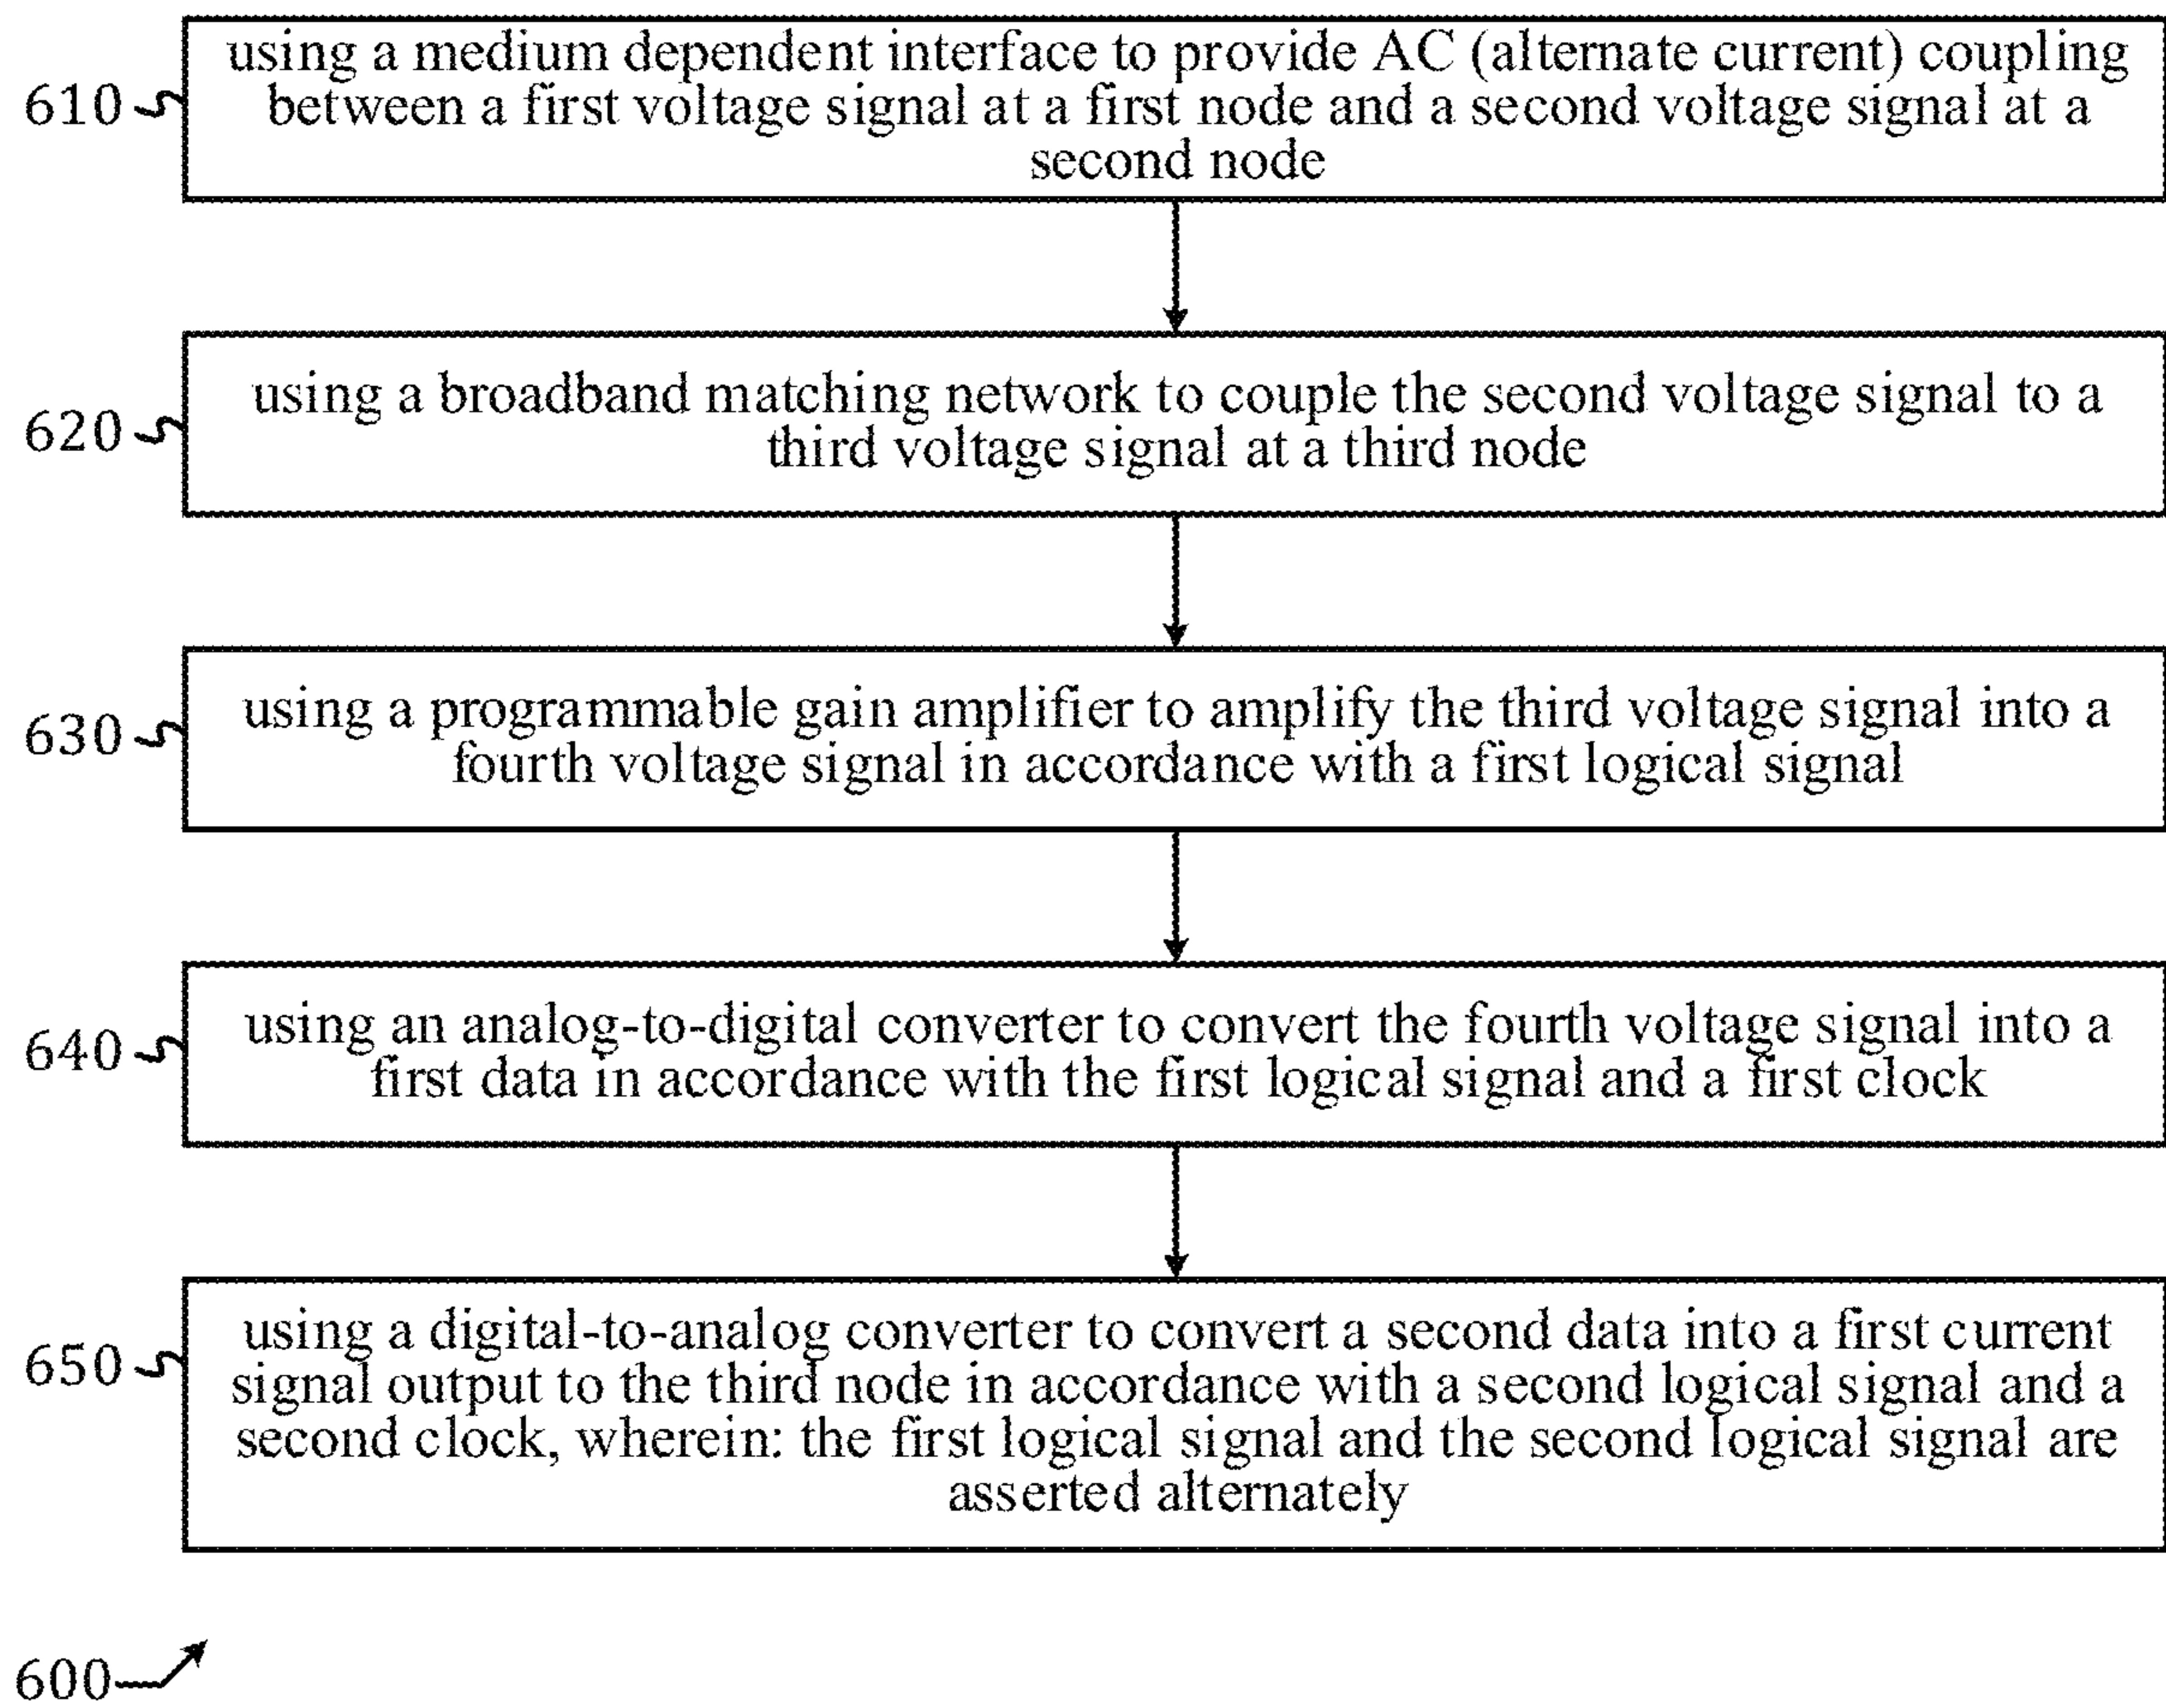 610
using a medium dependent interface to provide AC (alternate current) coupling
between a first voltage signal at a first node and a second voltage signal at a
second node
620
using a broadband matching network to couple the second voltage signal to a
third voltage signal at a third node
630
using a programmable gain amplifier to amplify the third voltage signal into a
fourth voltage signal in accordance with a first logical signal
640
using an analog-to-digital converter to convert the fourth voltage signal into a
first data in accordance with the first logical signal and a first clock
650
using a digital-to-analog converter to convert a second data into a first current
signal output to the third node in accordance with a second logical signal and a
second clock, wherein: the first logical signal and the second logical signal are
asserted alternately
600